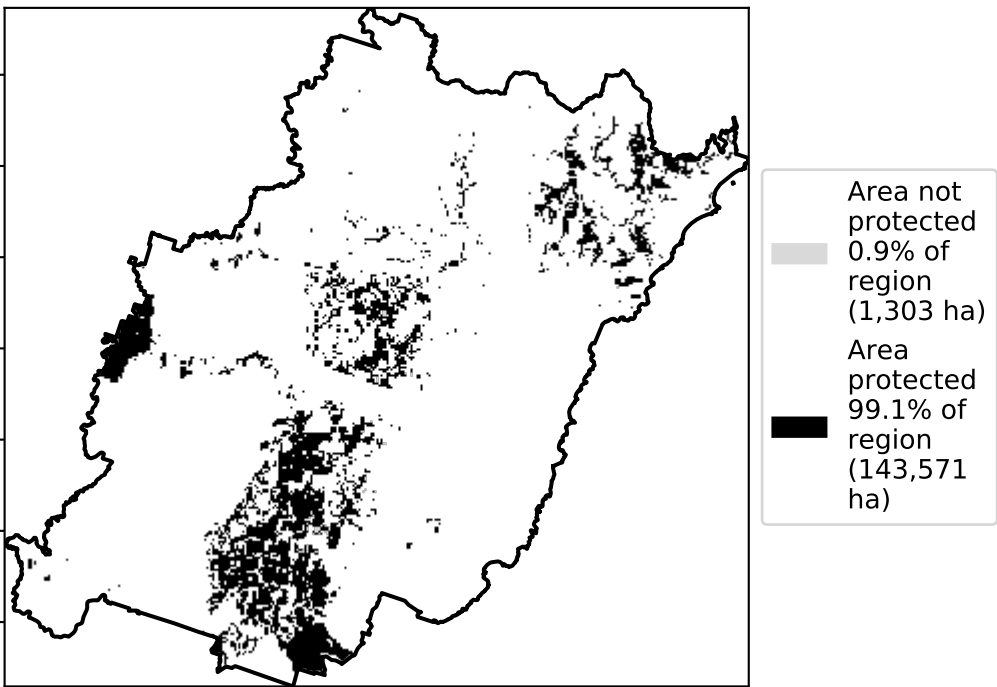 Area not
protected
0.9% of
region
(1,303 ha)
Area
protected
99.1% of
region
(143,571
ha)